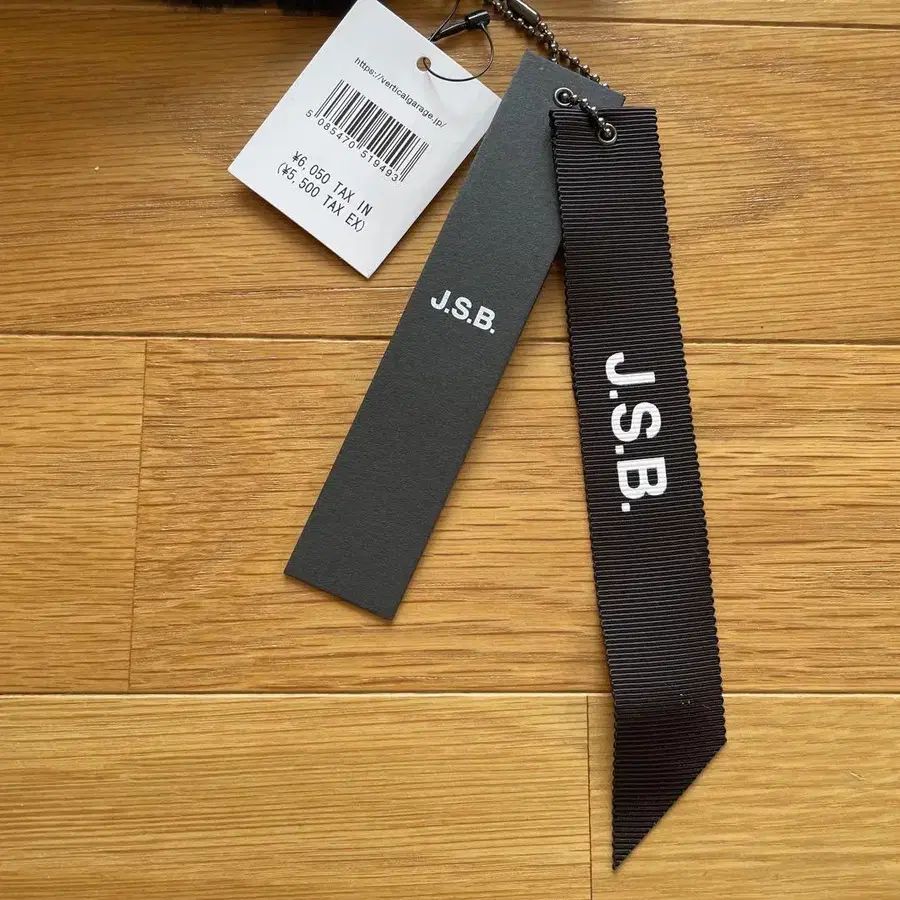 https://verticalgarage.jp/
5 085470 519493
¥6,050 TAX IN
(¥5,500 TAX EX)
J.S.B.
J.S.B.